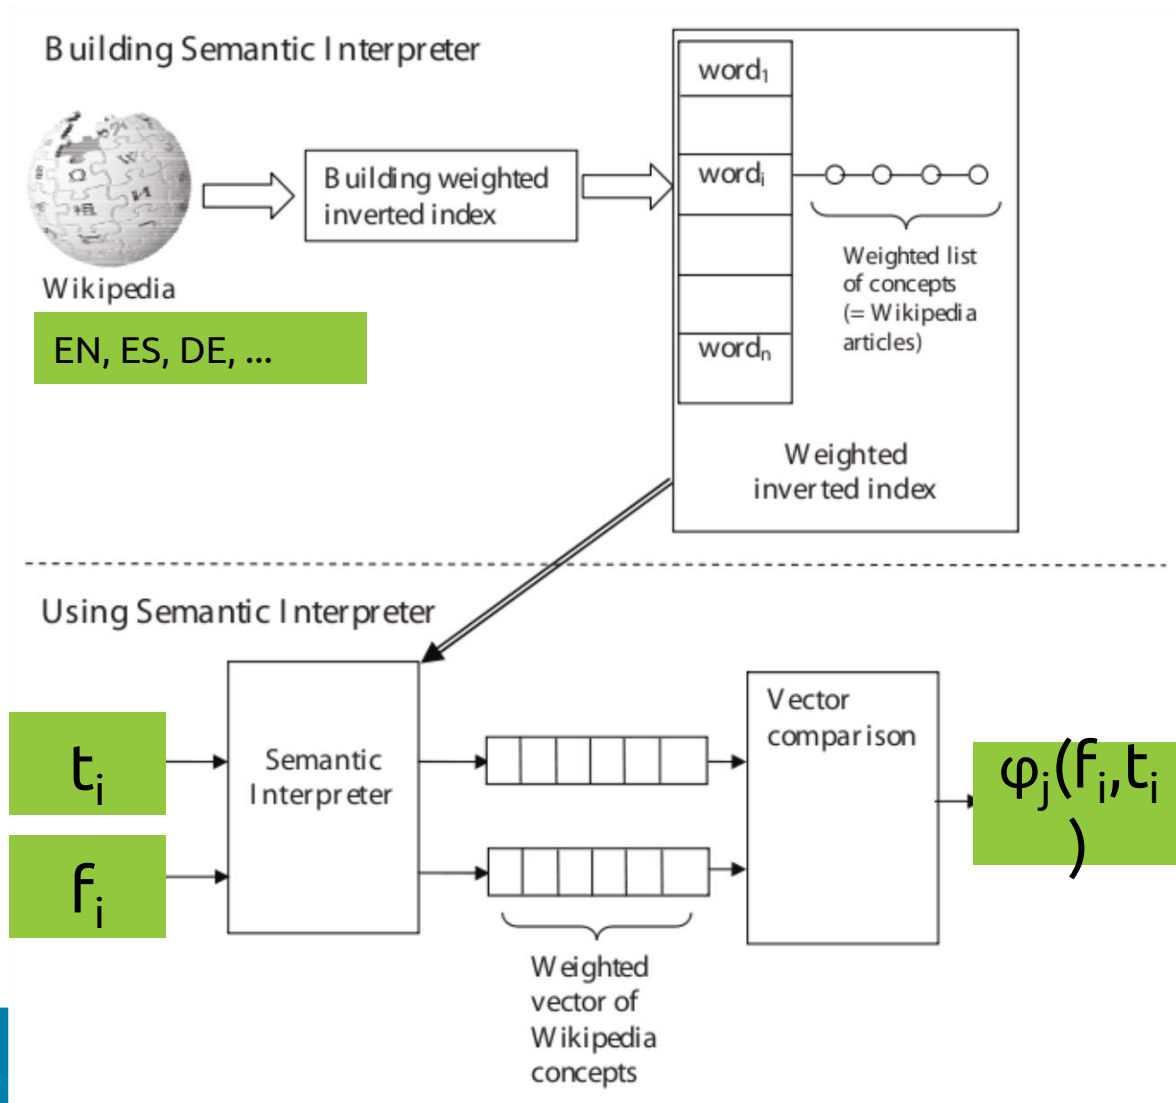 Building Semantic Interpreter
word₁
Building weighted
inverted index
wordᵢ
Weighted list
of concepts
(= Wikipedia
articles)
Wikipedia
EN, ES, DE, ...
wordₙ
Weighted
inverted index
Using Semantic Interpreter
tᵢ
fᵢ
Semantic
Interpreter
Weighted
vector of
Wikipedia
concepts
Vector
comparison
φⱼ(fᵢ,tᵢ
)